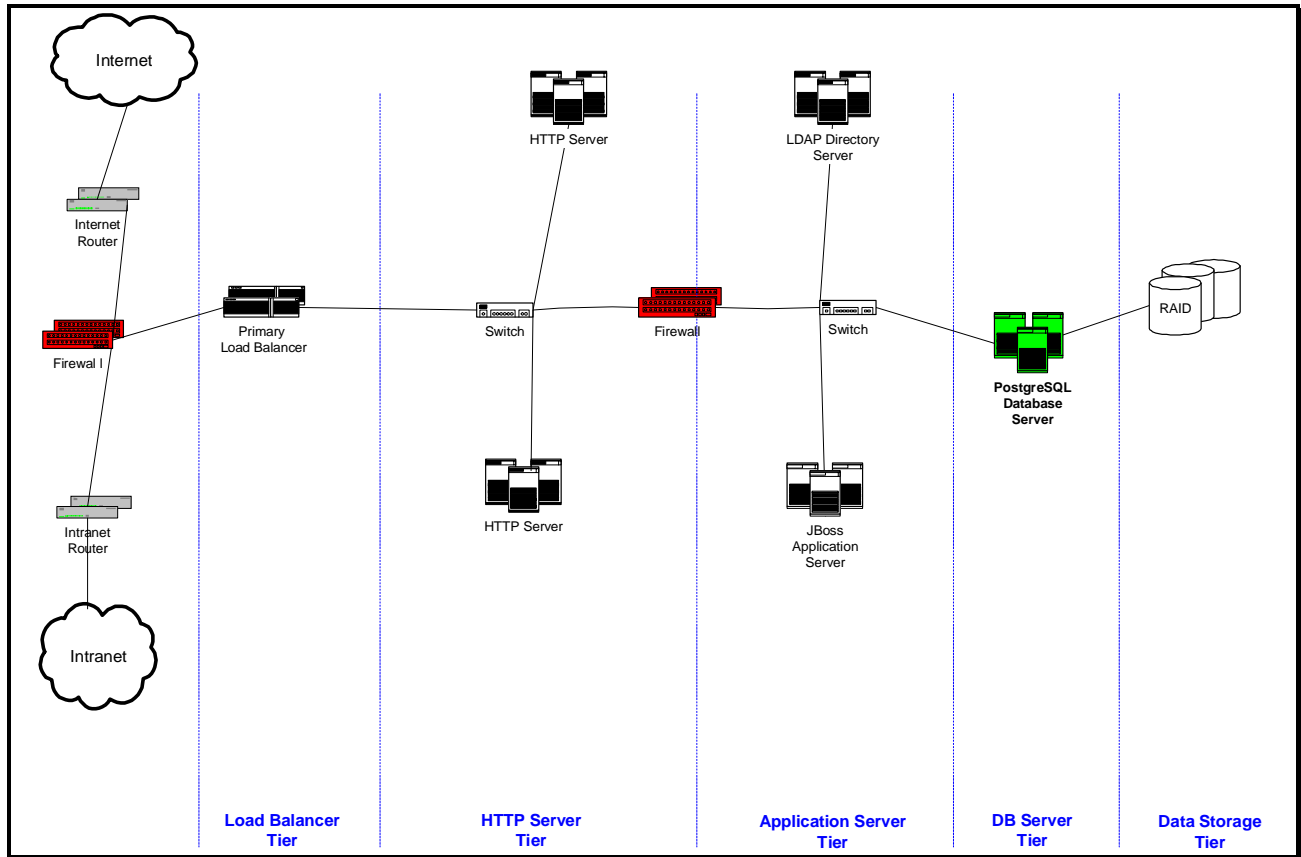 Internet
HTTP Server
LDAP Directory
Server
Internet
Router
Primary
Load Balancer
Switch
Firewall
Switch
RAID
Firewal l
PostgreSQL
Database
Server
Intranet
Router
HTTP Server
JBoss
Application
Server
Intranet
Load Balancer
Tier
HTTP Server
Tier
Application Server
Tier
DB Server
Tier
Data Storage
Tier